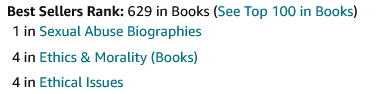 Best Sellers Rank: 629 in Books (See Top 100 in Books)
1 in Sexual Abuse Biographies
4 in Ethics & Morality (Books)
4 in Ethical Issues